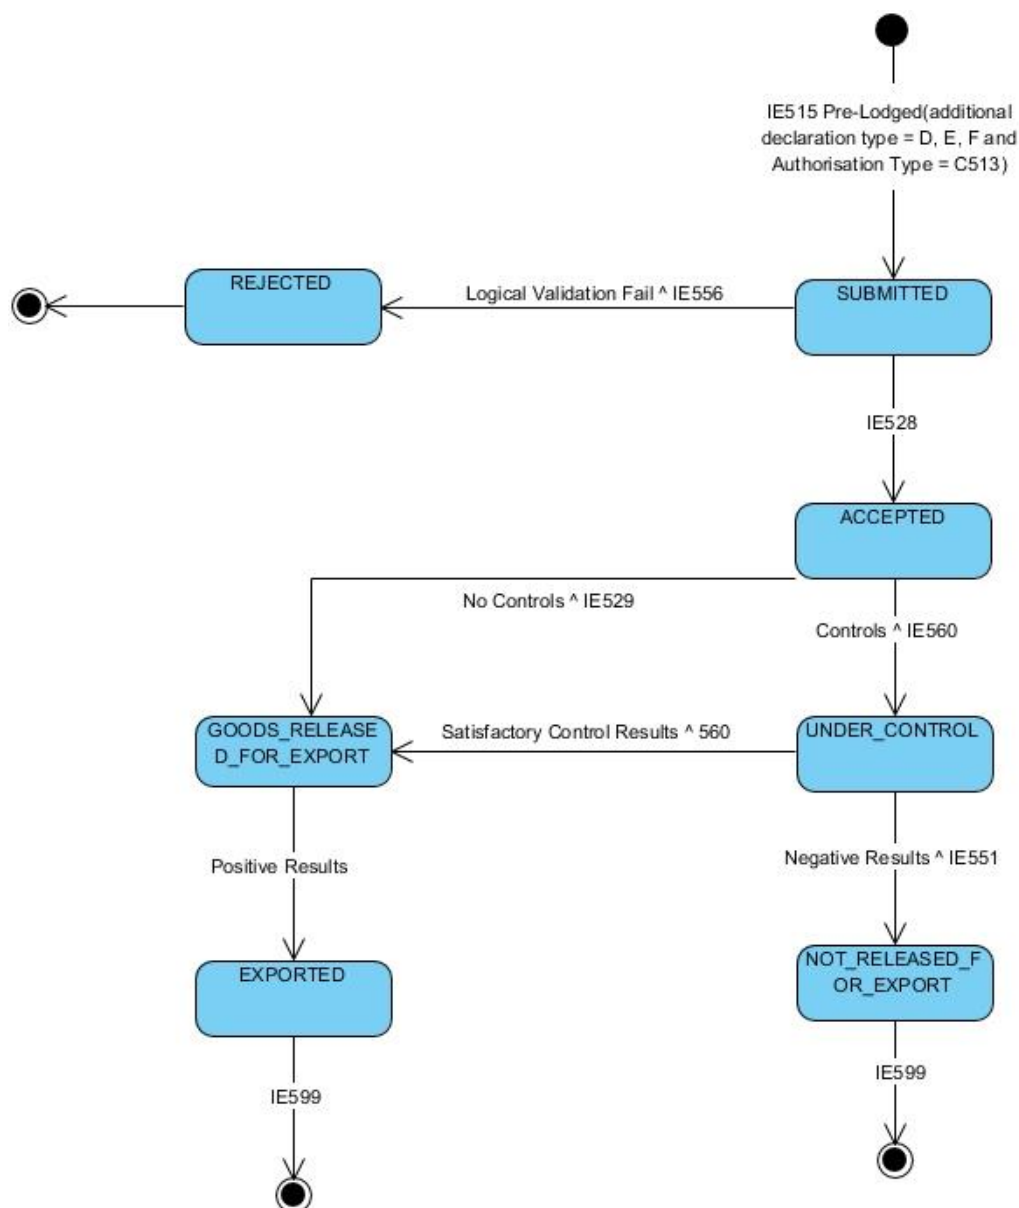 IE515 Pre-Lodged(additional
declaration type = D, E, F and
Authorisation Type = C513)
REJECTED
Logical Validation Fail ^ IE556
SUBMITTED
IE528
ACCEPTED
No Controls ^ IE529
Controls ^ IE560
GOODS_RELEASE
D_FOR_EXPORT
Satisfactory Control Results ^ 560
UNDER_CONTROL
Positive Results
Negative Results ^ IE551
EXPORTED
NOT_RELEASED_F
OR_EXPORT
IE599
IE599